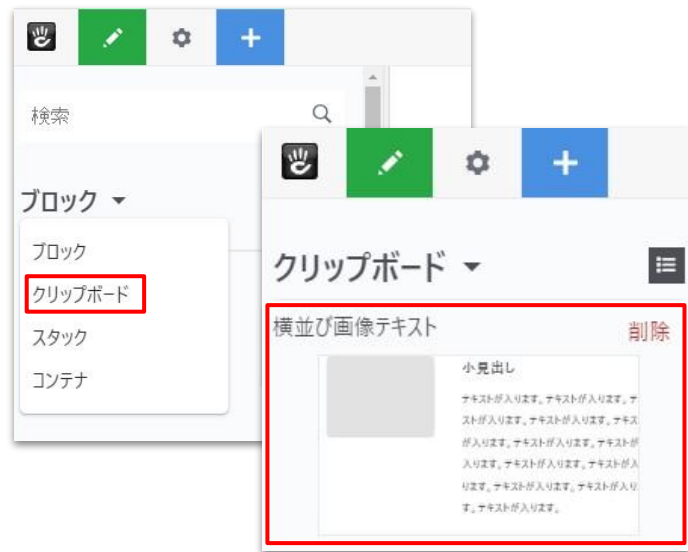 検索
ブロック
ブロック
クリップボード
スタック
コンテナ
クリップボード
横並び画像テキスト
削除
小見出し
テキストが入ります。テキストが入ります。テ
ストが入ります。テキストが入ります。テキス
が入ります。テキストが入ります。テキストが
入ります。テキストが入ります。テキストが入
ります。テキストが入ります。テキストが入り
す。テキストが入ります。